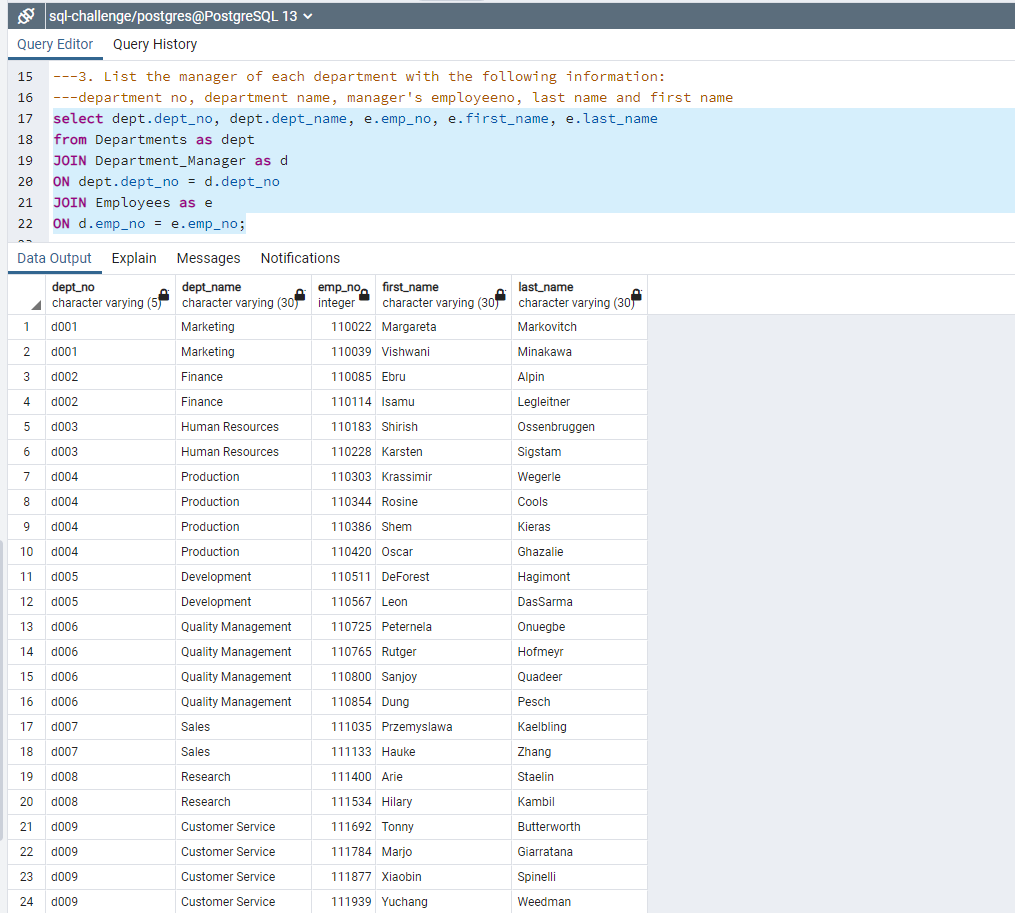 sql-challenge/postgres@PostgreSQL 13
Query Editor Query History
15 ---3. List the manager of each department with the following information:
16 ---department no, department name, manager's employeeno, last name and first name
17 select dept.dept_no, dept.dept_name, e.emp_no, e.first_name, e.last_name
18 from Departments as dept
19 JOIN Department_Manager as d
20 ON dept.dept_no = d.dept_no
21 JOIN Employees as e
22 ON d.emp_no = e.emp_no;
Data Output Explain Messages Notifications
dept_no dept_name emp_no first_name last_name
character varying (5) character varying (30) integer character varying (30) character varying (30)
1 d001 Marketing 110022 Margareta Markovitch
2 d001 Marketing 110039 Vishwani Minakawa
3 d002 Finance 110085 Ebru Alpin
4 d002 Finance 110114 Isamu Legleitner
5 d003 Human Resources 110183 Shirish Ossenbruggen
6 d003 Human Resources 110228 Karsten Sigstam
7 d004 Production 110303 Krassimir Wegerle
8 d004 Production 110344 Rosine Cools
9 d004 Production 110386 Shem Kieras
10 d004 Production 110420 Oscar Ghazalie
11 d005 Development 110511 DeForest Hagimont
12 d005 Development 110567 Leon DasSarma
13 d006 Quality Management 110725 Peternela Onuegbe
14 d006 Quality Management 110765 Rutger Hofmeyr
15 d006 Quality Management 110800 Sanjoy Quadeer
16 d006 Quality Management 110854 Dung Pesch
17 d007 Sales 111035 Przemyslawa Kaelbling
18 d007 Sales 111133 Hauke Zhang
19 d008 Research 111400 Arie Staelin
20 d008 Research 111534 Hilary Kambil
21 d009 Customer Service 111692 Tonny Butterworth
22 d009 Customer Service 111784 Marjo Giarratana
23 d009 Customer Service 111877 Xiaobin Spinelli
24 d009 Customer Service 111939 Yuchang Weedman